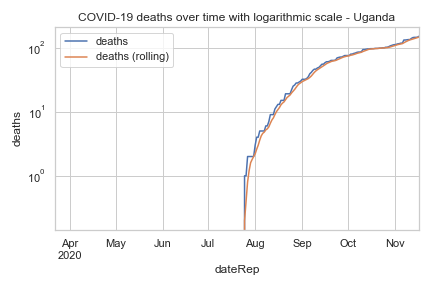 COVID-19 deaths over time with logarithmic scale - Uganda
deaths
deaths (rolling)
10²
10¹
10⁰
deaths
Apr May Jun Jul Aug Sep Oct Nov
2020
dateRep